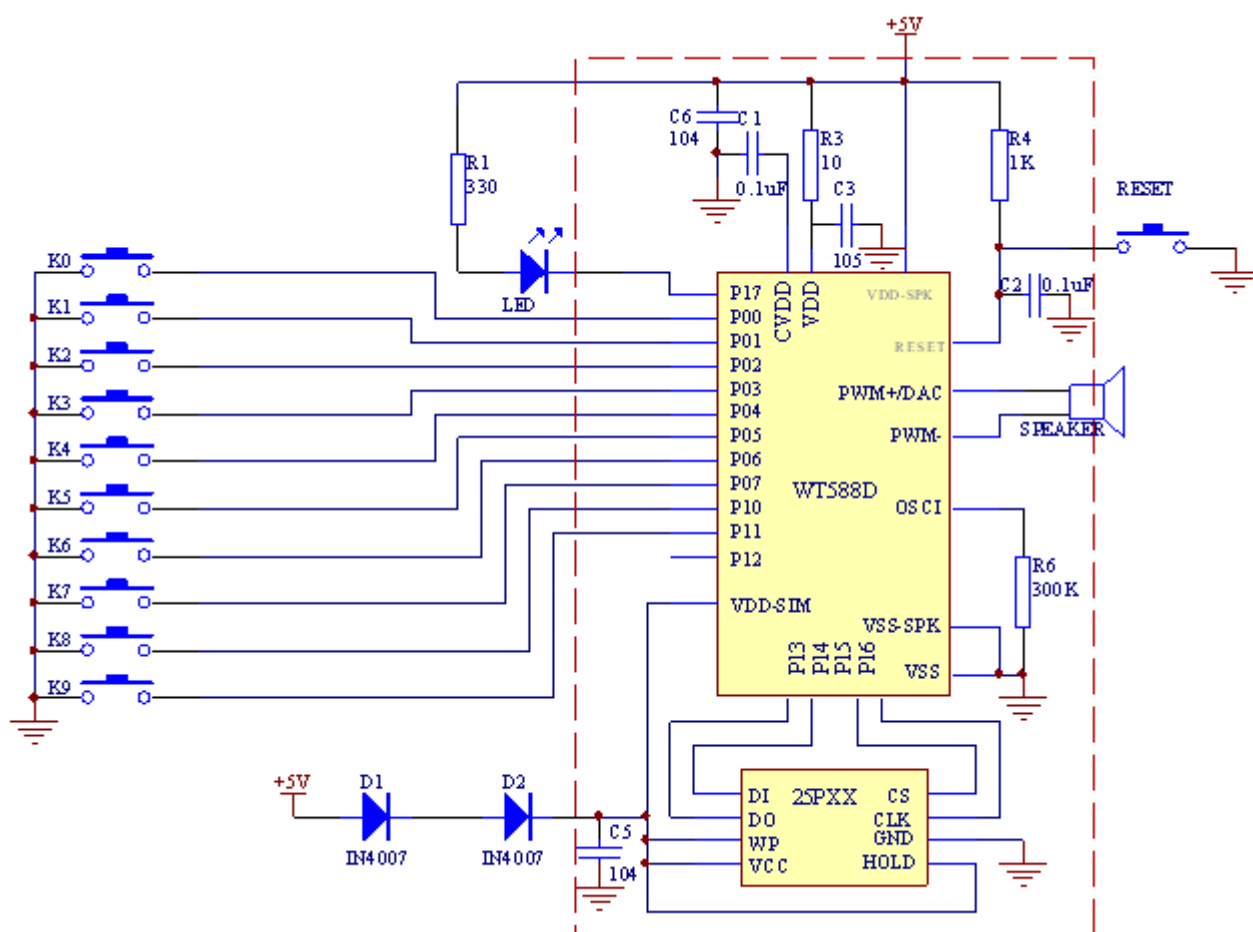 +5V
C6
104
C1
0.1uF
R3
10
C3
105
R4
1K
R1
330
RESET
LED
C2
0.1uF
K0
K1
K2
K3
K4
K5
K6
K7
K8
K9
P17
P00
P01
P02
P03
P04
P05
P06
P07
P10
P11
P12
VDD-SIM
CVDD
VDD
VDD-SPK
RESET
PWM+/DAC
PWM-
WT588D
OSCI
VSS-SPK
VSS
P13
P14
P15
P16
SPEAKER
R6
300K
+5V
D1
IN4007
D2
IN4007
C5
104
25PXX
DI
DO
WP
VCC
CS
CLK
GND
HOLD